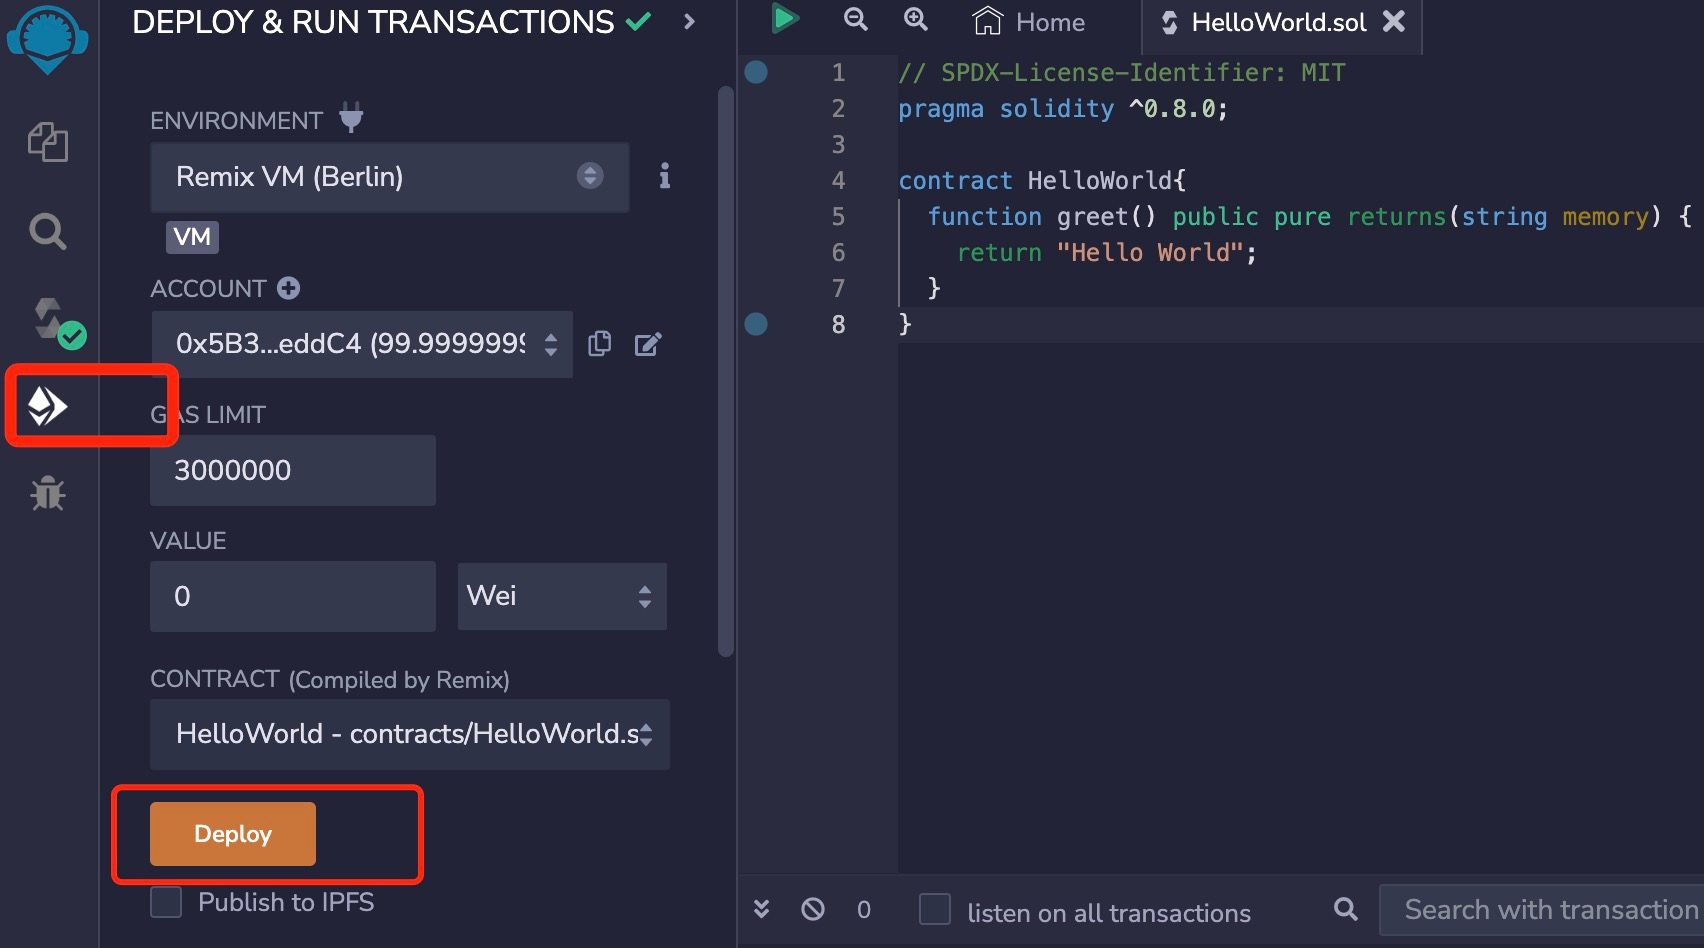 DEPLOY & RUN TRANSACTIONS
ENVIRONMENT
Remix VM (Berlin)
VM
ACCOUNT
0x5B3...eddC4 (99.9999999
GAS LIMIT
3000000
VALUE
0
Wei
CONTRACT (Compiled by Remix)
HelloWorld - contracts/HelloWorld.s
Deploy
Publish to IPFS
Home
HelloWorld.sol
1 // SPDX-License-Identifier: MIT
2 pragma solidity ^0.8.0;
3
4 contract HelloWorld{
5 function greet() public pure returns(string memory) {
6 return "Hello World";
7 }
8 }
0
listen on all transactions
Search with transaction